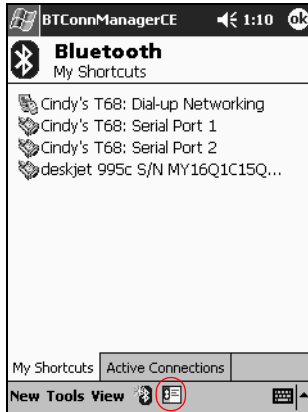 BTConnManagerCE 1:10 ok
Bluetooth
My Shortcuts
Cindy's T68: Dial-up Networking
Cindy's T68: Serial Port 1
Cindy's T68: Serial Port 2
deskjet 995c S/N MY16Q1C15Q...
My Shortcuts Active Connections
New Tools View